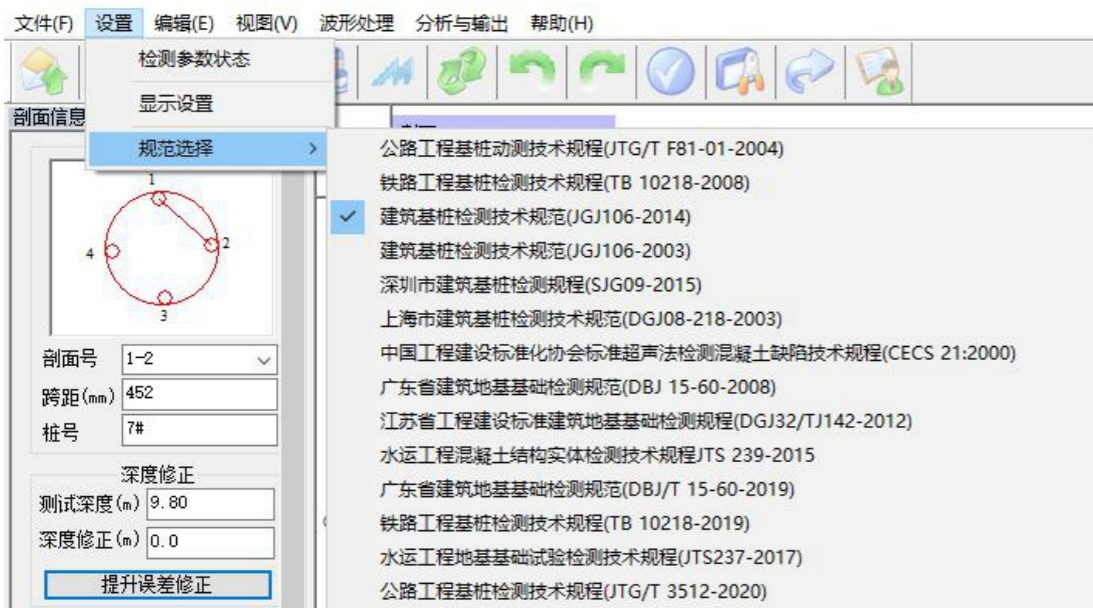 文件(F) 设置 编辑(E) 视图(V) 波形处理 分析与输出 帮助(H)
检测参数状态
显示设置
规范选择
剖面信息
1
2
4
3
剖面号 1-2
跨距(mm) 452
桩号 7#
深度修正
测试深度(m) 9.80
深度修正(m) 0.0
提升误差修正
公路工程基桩动测技术规程(JTG/T F81-01-2004)
铁路工程基桩检测技术规程(TB 10218-2008)
建筑基桩检测技术规范(JGJ106-2014)
建筑基桩检测技术规范(JGJ106-2003)
深圳市建筑基桩检测规程(SJG09-2015)
上海市建筑基桩检测技术规范(DGJ08-218-2003)
中国工程建设标准化协会标准超声法检测混凝土缺陷技术规程(CECS 21:2000)
广东省建筑地基基础检测规范(DBJ 15-60-2008)
江苏省工程建设标准建筑地基基础检测规程(DGJ32/TJ142-2012)
水运工程混凝土结构实体检测技术规程JTS 239-2015
广东省建筑地基基础检测规范(DBJ/T 15-60-2019)
铁路工程基桩检测技术规程(TB 10218-2019)
水运工程地基基础试验检测技术规程(JTS237-2017)
公路工程基桩检测技术规程(JTG/T 3512-2020)